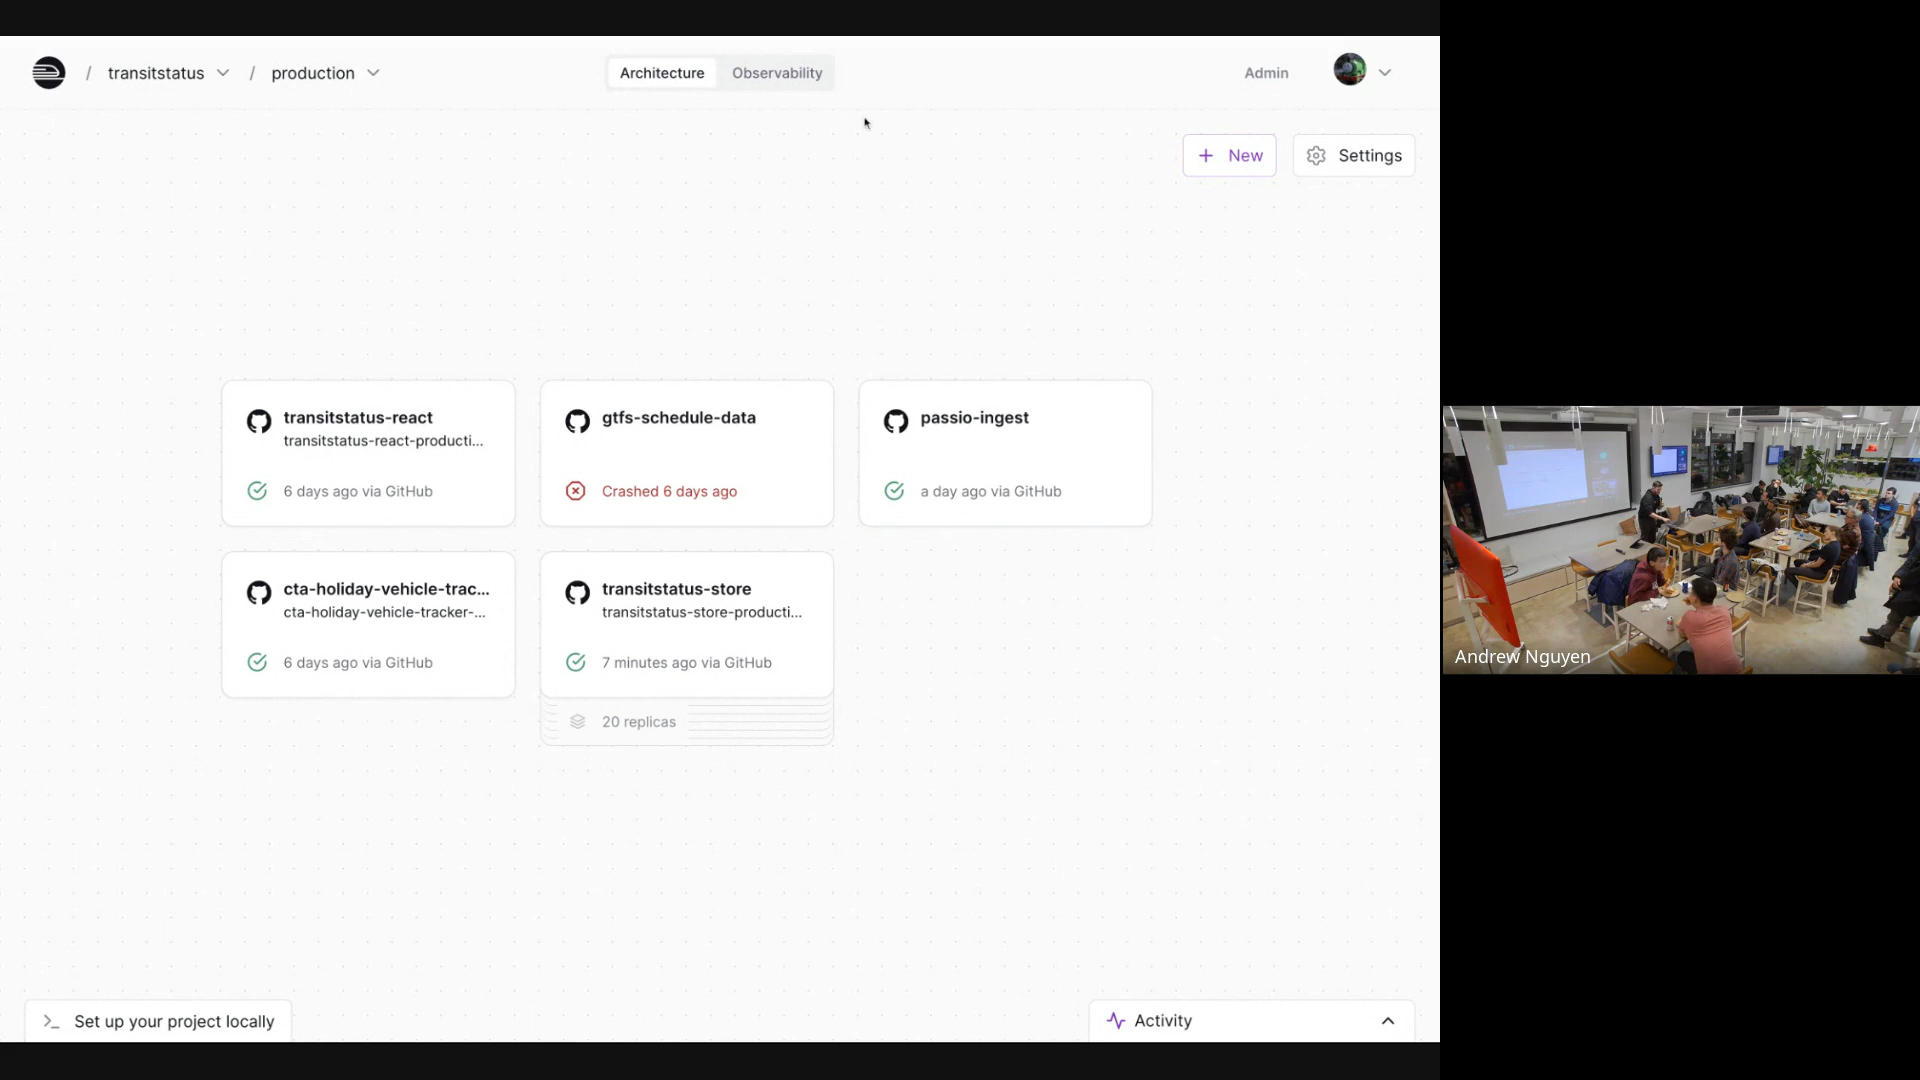 / transitstatus / production
Architecture Observability
Admin
New
Settings
transitstatus-react
transitstatus-react-producti...
6 days ago via GitHub
gtfs-schedule-data
Crashed 6 days ago
passio-ingest
a day ago via GitHub
cta-holiday-vehicle-trac...
cta-holiday-vehicle-tracker-...
6 days ago via GitHub
transitstatus-store
transitstatus-store-producti...
7 minutes ago via GitHub
20 replicas
Set up your project locally
Activity
Andrew Nguyen